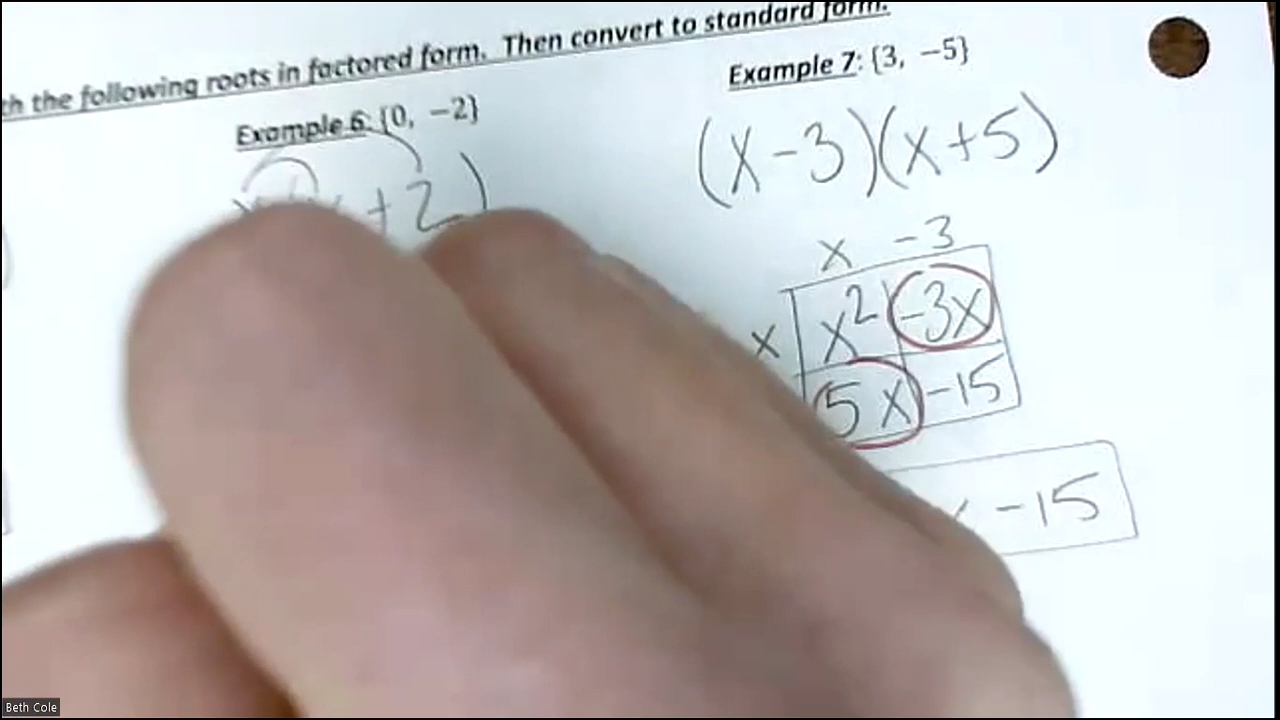 th the following roots in factored form. Then convert to standard form.
Example 6: {0, −2}
+2)
Example 7: {3, −5}
(x-3)(x+5)
x -3
x x² -3x
5x -15
-15
Beth Cole